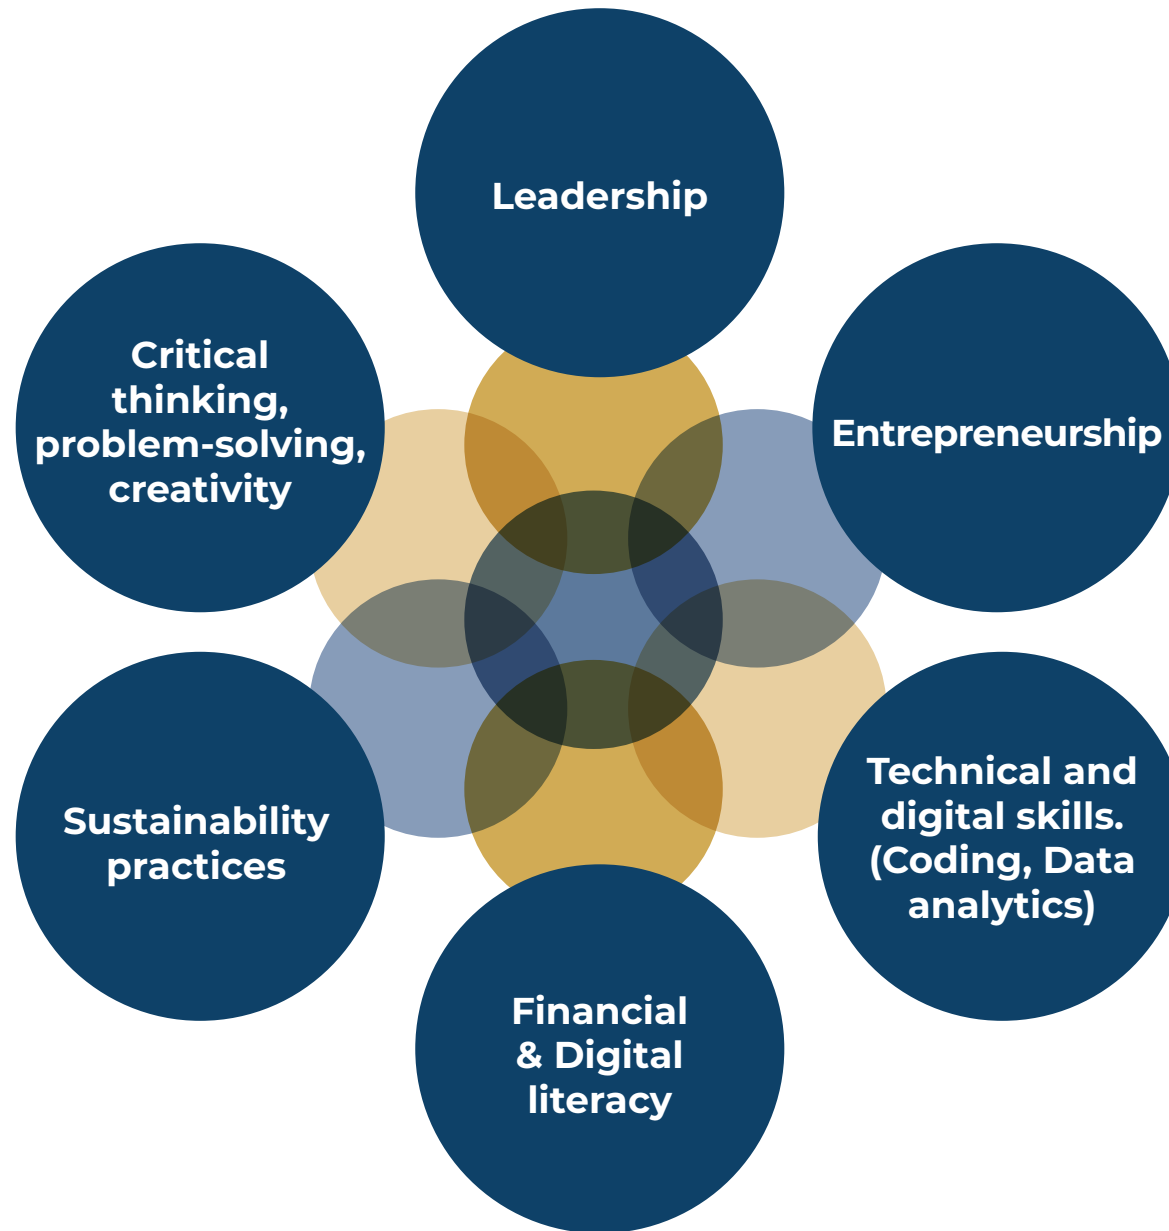 Leadership
Critical
thinking,
problem-solving,
creativity
Entrepreneurship
Sustainability
practices
Technical and
digital skills.
(Coding, Data
analytics)
Financial
& Digital
literacy